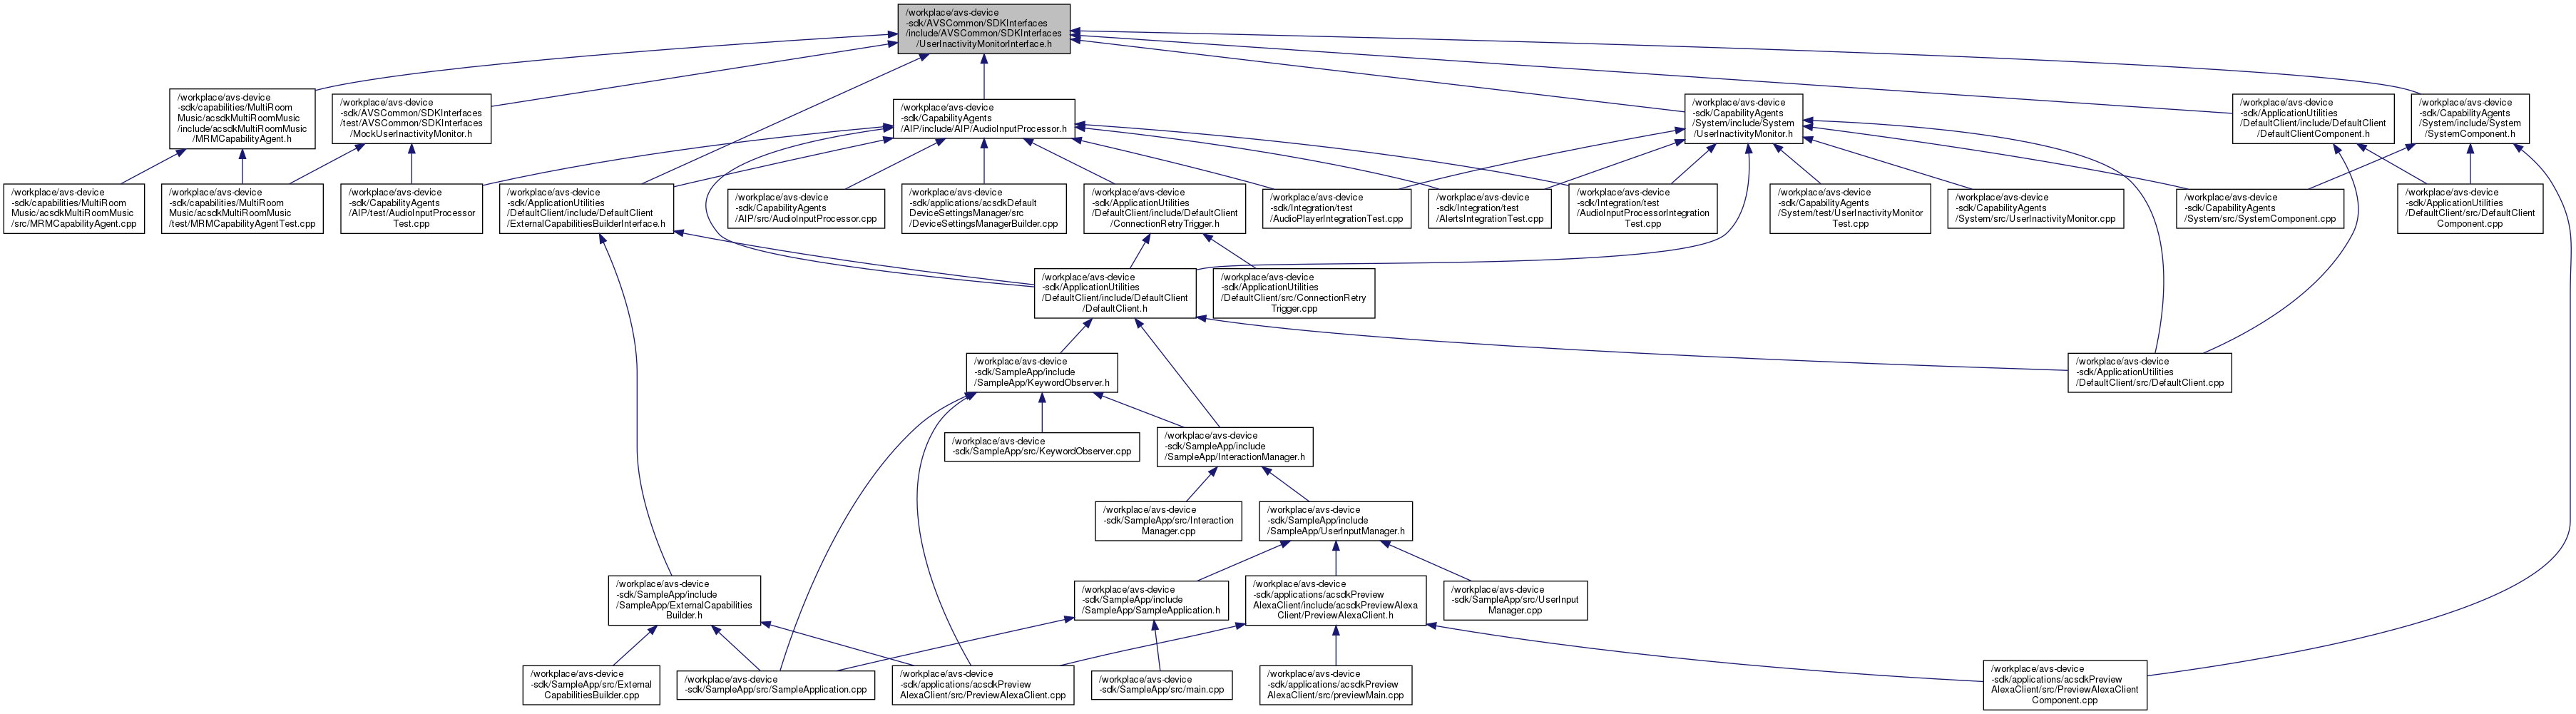 /workplace/avs-device
-sdk/AVSCommon/SDKInterfaces
/include/AVSCommon/SDKInterfaces
/UserInactivityMonitorInterface.h
/workplace/avs-device
-sdk/capabilities/MultiRoom
Music/acsdkMultiRoomMusic
/include/acsdkMultiRoomMusic
/MRMCapabilityAgent.h
/workplace/avs-device
-sdk/AVSCommon/SDKInterfaces
/test/AVSCommon/SDKInterfaces
/MockUserInactivityMonitor.h
/workplace/avs-device
-sdk/CapabilityAgents
/AIP/include/AIP/AudioInputProcessor.h
/workplace/avs-device
-sdk/CapabilityAgents
/System/include/System
/UserInactivityMonitor.h
/workplace/avs-device
-sdk/ApplicationUtilities
/DefaultClient/include/DefaultClient
/DefaultClientComponent.h
/workplace/avs-device
-sdk/CapabilityAgents
/System/include/System
/SystemComponent.h
/workplace/avs-device
-sdk/capabilities/MultiRoom
Music/acsdkMultiRoomMusic
/src/MRMCapabilityAgent.cpp
/workplace/avs-device
-sdk/capabilities/MultiRoom
Music/acsdkMultiRoomMusic
/test/MRMCapabilityAgentTest.cpp
/workplace/avs-device
-sdk/CapabilityAgents
/AIP/test/AudioInputProcessor
Test.cpp
/workplace/avs-device
-sdk/ApplicationUtilities
/DefaultClient/include/DefaultClient
/ExternalCapabilitiesBuilderInterface.h
/workplace/avs-device
-sdk/CapabilityAgents
/AIP/src/AudioInputProcessor.cpp
/workplace/avs-device
-sdk/applications/acsdkDefault
DeviceSettingsManager/src
/DeviceSettingsManagerBuilder.cpp
/workplace/avs-device
-sdk/ApplicationUtilities
/DefaultClient/include/DefaultClient
/ConnectionRetryTrigger.h
/workplace/avs-device
-sdk/Integration/test
/AudioPlayerIntegrationTest.cpp
/workplace/avs-device
-sdk/Integration/test
/AlertsIntegrationTest.cpp
/workplace/avs-device
-sdk/Integration/test
/AudioInputProcessorIntegration
Test.cpp
/workplace/avs-device
-sdk/CapabilityAgents
/System/test/UserInactivityMonitor
Test.cpp
/workplace/avs-device
-sdk/CapabilityAgents
/System/src/UserInactivityMonitor.cpp
/workplace/avs-device
-sdk/CapabilityAgents
/System/src/SystemComponent.cpp
/workplace/avs-device
-sdk/ApplicationUtilities
/DefaultClient/src/DefaultClient
Component.cpp
/workplace/avs-device
-sdk/ApplicationUtilities
/DefaultClient/include/DefaultClient
/DefaultClient.h
/workplace/avs-device
-sdk/ApplicationUtilities
/DefaultClient/src/ConnectionRetry
Trigger.cpp
/workplace/avs-device
-sdk/SampleApp/include
/SampleApp/KeywordObserver.h
/workplace/avs-device
-sdk/ApplicationUtilities
/DefaultClient/src/DefaultClient.cpp
/workplace/avs-device
-sdk/SampleApp/src/KeywordObserver.cpp
/workplace/avs-device
-sdk/SampleApp/include
/SampleApp/InteractionManager.h
/workplace/avs-device
-sdk/SampleApp/src/Interaction
Manager.cpp
/workplace/avs-device
-sdk/SampleApp/include
/SampleApp/UserInputManager.h
/workplace/avs-device
-sdk/SampleApp/include
/SampleApp/ExternalCapabilities
Builder.h
/workplace/avs-device
-sdk/SampleApp/include
/SampleApp/SampleApplication.h
/workplace/avs-device
-sdk/applications/acsdkPreview
AlexaClient/include/acsdkPreviewAlexa
Client/PreviewAlexaClient.h
/workplace/avs-device
-sdk/SampleApp/src/UserInput
Manager.cpp
/workplace/avs-device
-sdk/SampleApp/src/External
CapabilitiesBuilder.cpp
/workplace/avs-device
-sdk/SampleApp/src/SampleApplication.cpp
/workplace/avs-device
-sdk/applications/acsdkPreview
AlexaClient/src/PreviewAlexaClient.cpp
/workplace/avs-device
-sdk/SampleApp/src/main.cpp
/workplace/avs-device
-sdk/applications/acsdkPreview
AlexaClient/src/previewMain.cpp
/workplace/avs-device
-sdk/applications/acsdkPreview
AlexaClient/src/PreviewAlexaClient
Component.cpp